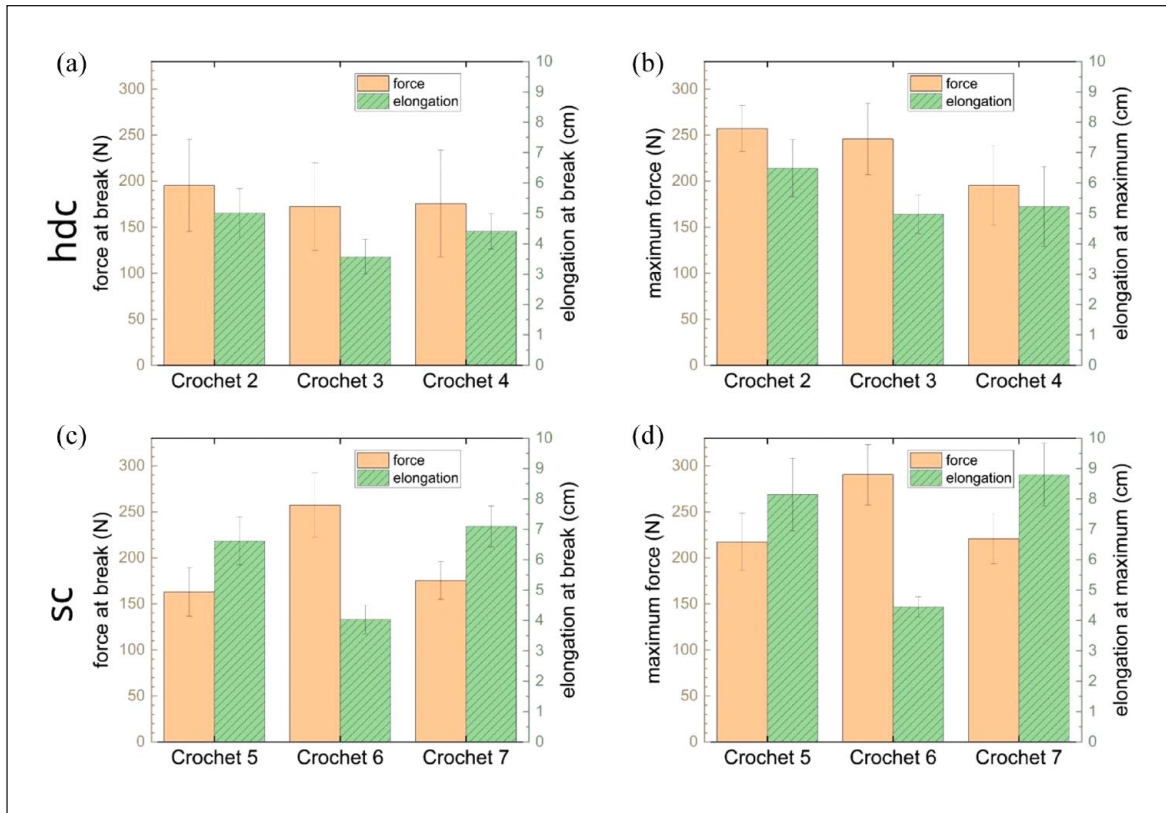 (a)
force
elongation
force at break (N)
300
250
200
150
100
50
0
10
9
8
7
6
5
4
3
2
1
0
elongation at break (cm)
Crochet 2 Crochet 3 Crochet 4
hdc
(b)
force
elongation
maximum force (N)
300
250
200
150
100
50
0
10
9
8
7
6
5
4
3
2
1
0
elongation at maximum (cm)
Crochet 2 Crochet 3 Crochet 4
(c)
force
elongation
force at break (N)
300
250
200
150
100
50
0
10
9
8
7
6
5
4
3
2
1
0
elongation at break (cm)
Crochet 5 Crochet 6 Crochet 7
sc
(d)
force
elongation
maximum force (N)
300
250
200
150
100
50
0
10
9
8
7
6
5
4
3
2
1
0
elongation at maximum (cm)
Crochet 5 Crochet 6 Crochet 7